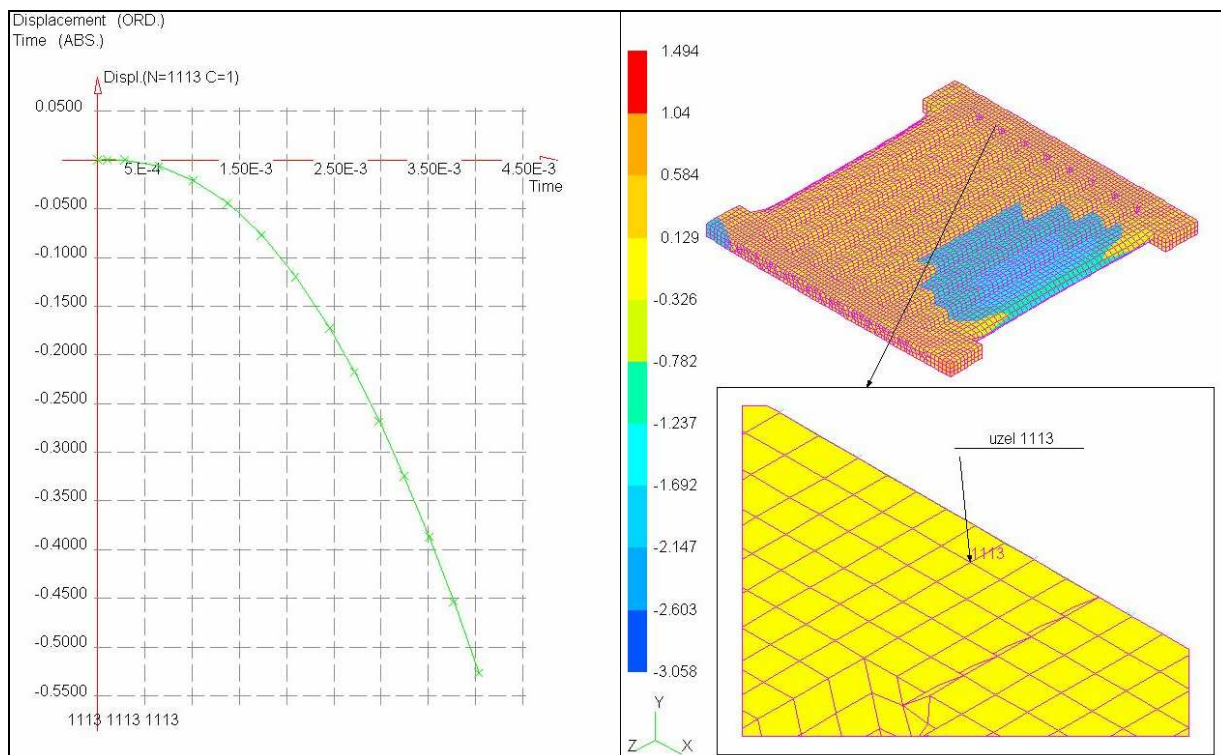 Displacement (ORD.)
Time (ABS.)
Displ.(N=1113 C=1)
0.0500
5.E-4 1.50E-3 2.50E-3 3.50E-3 4.50E-3
Time
-0.0500
-0.1000
-0.1500
-0.2000
-0.2500
-0.3000
-0.3500
-0.4000
-0.4500
-0.5000
-0.5500
1113 1113 1113
1.494
1.04
0.584
0.129
-0.326
-0.782
-1.237
-1.692
-2.147
-2.603
-3.058
Y
Z X
uzel 1113
1113